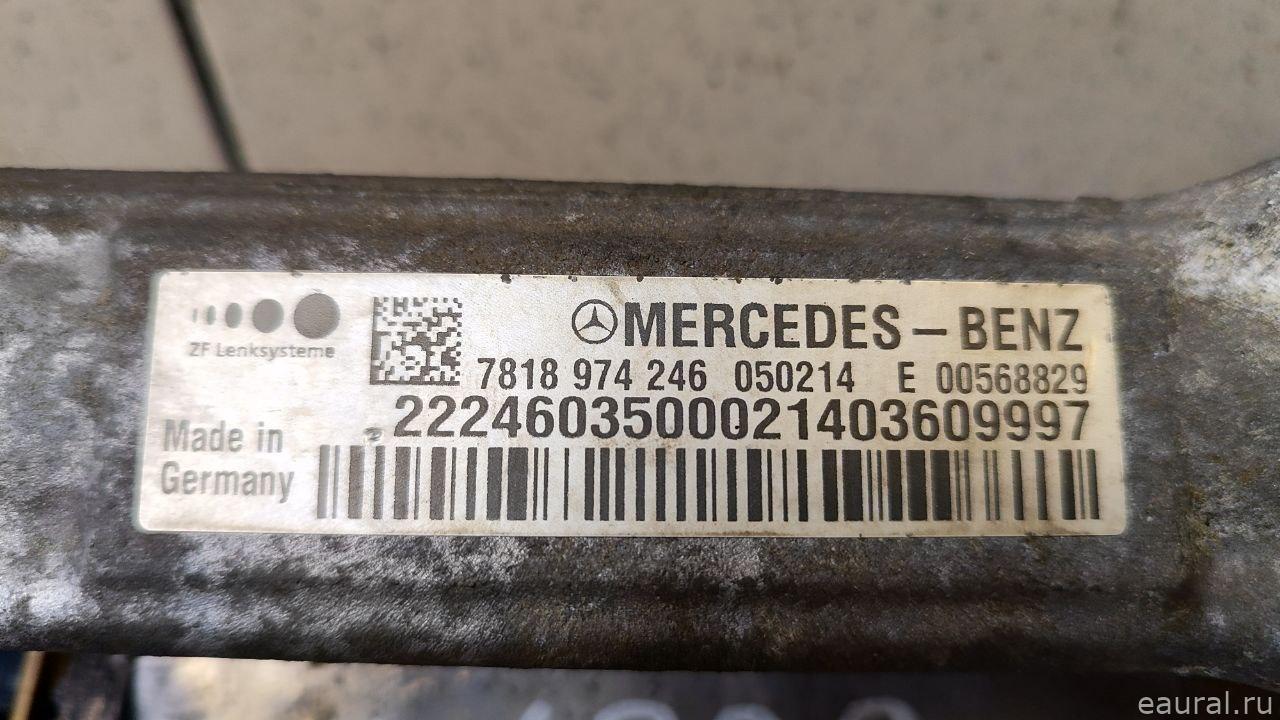 ZF Lenksysteme
MERCEDES-BENZ
7818 974 246 050214 E 00568829
2224603500021403609997
Made in
Germany
eaural.ru